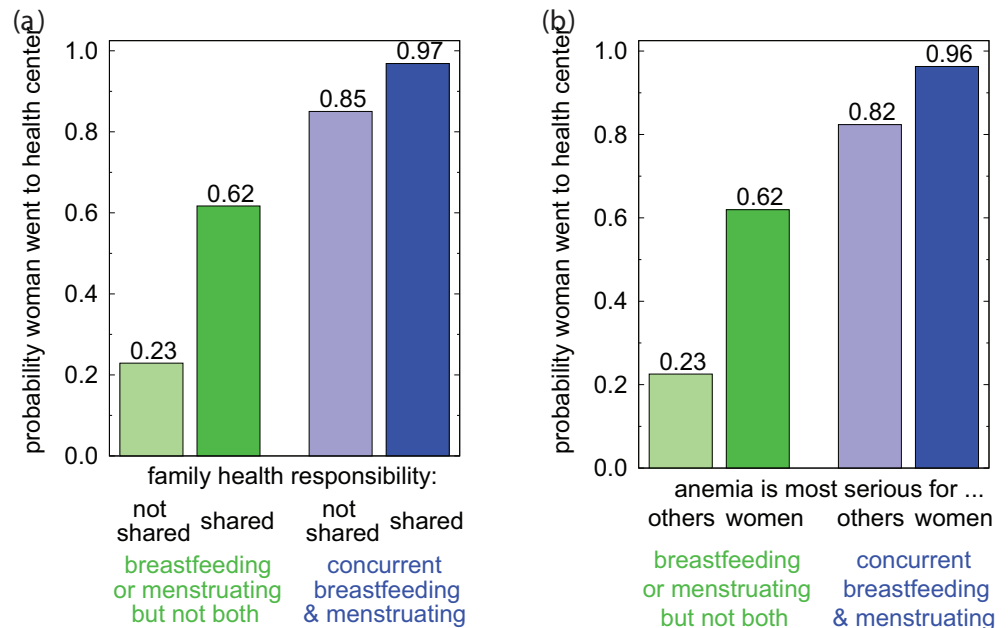 (a)
probability woman went to health center
1.0
0.8
0.6
0.4
0.2
0.0
0.23
0.62
0.85
0.97
family health responsibility:
not shared
shared
not shared
shared
breastfeeding
or menstruating
but not both
concurrent
breastfeeding
& menstruating
(b)
probability woman went to health center
1.0
0.8
0.6
0.4
0.2
0.0
0.23
0.62
0.82
0.96
anemia is most serious for ...
others women others women
breastfeeding
or menstruating
but not both
concurrent
breastfeeding
& menstruating